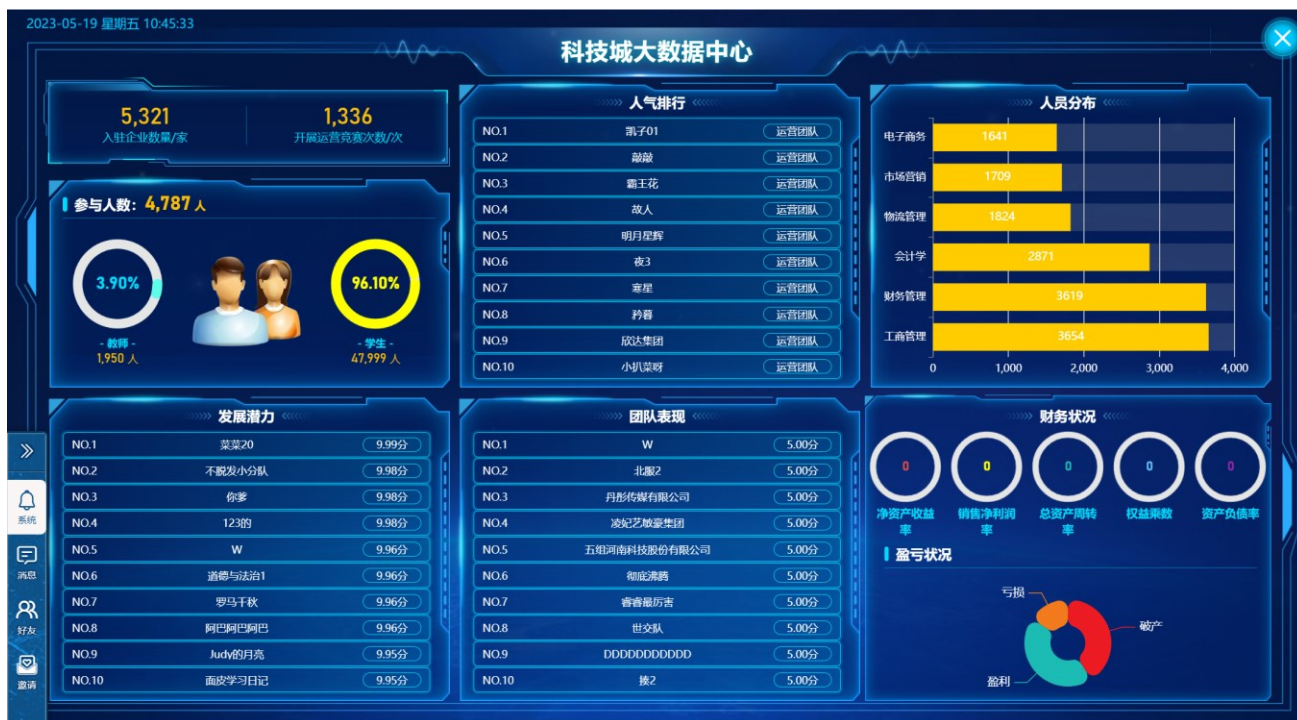 2023-05-19 星期五 10:45:33
科技城大数据中心
5,321
入驻企业数量/家
1,336
开展运营竞赛次数/次
参与人数: 4,787 人
3.90%
- 教师 -
1,950 人
96.10%
- 学生 -
47,999 人
人气排行
NO.1 凯子01 运营团队
NO.2 敲敲 运营团队
NO.3 霸王花 运营团队
NO.4 故人 运营团队
NO.5 明月星辉 运营团队
NO.6 夜3 运营团队
NO.7 寒星 运营团队
NO.8 矜暮 运营团队
NO.9 欣达集团 运营团队
NO.10 小扒菜呀 运营团队
人员分布
电子商务 1641
市场营销 1709
物流管理 1824
会计学 2871
财务管理 3619
工商管理 3654
0 1,000 2,000 3,000 4,000
发展潜力
NO.1 菜菜20 9.99分
NO.2 不脱发小分队 9.98分
NO.3 你爹 9.98分
NO.4 123的 9.98分
NO.5 W 9.96分
NO.6 道德与法治1 9.96分
NO.7 罗马千秋 9.96分
NO.8 阿巴阿巴阿巴 9.96分
NO.9 Judy的月亮 9.95分
NO.10 面皮学习日记 9.95分
团队表现
NO.1 W 5.00分
NO.2 北服2 5.00分
NO.3 丹彤传媒有限公司 5.00分
NO.4 凌妃艺敏豪集团 5.00分
NO.5 五组河南科技股份有限公司 5.00分
NO.6 彻底沸腾 5.00分
NO.7 睿睿最厉害 5.00分
NO.8 世交队 5.00分
NO.9 DDDDDDDDDDD 5.00分
NO.10 揍2 5.00分
财务状况
0 0 0 0 0
净资产收益率
销售净利润率
总资产周转率
权益乘数
资产负债率
盈亏状况
亏损
破产
盈利
系统
消息
好友
邀请